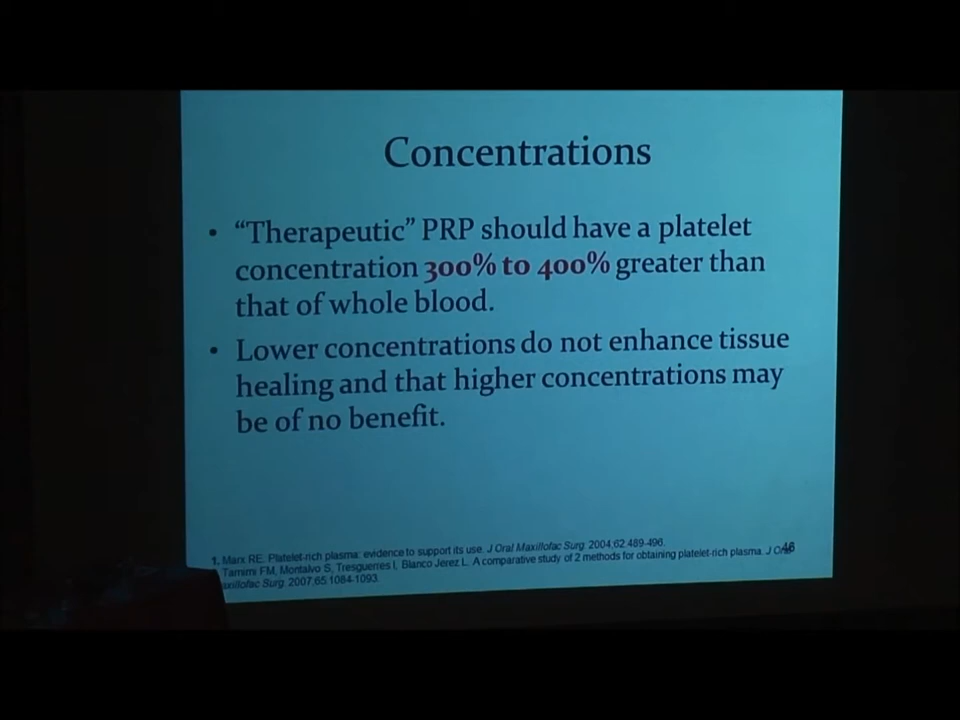 Concentrations
• “Therapeutic” PRP should have a platelet
concentration 300% to 400% greater than
that of whole blood.
• Lower concentrations do not enhance tissue
healing and that higher concentrations may
be of no benefit.
1. Marx RE. Platelet-rich plasma: evidence to support its use. J Oral Maxillofac Surg. 2004;62:489-496.
Tamimi FM, Montalvo S, Tresguerres I, Blanco Jerez L. A comparative study of 2 methods for obtaining platelet-rich plasma. J
axillofac Surg. 2007;65:1084-1093.
46